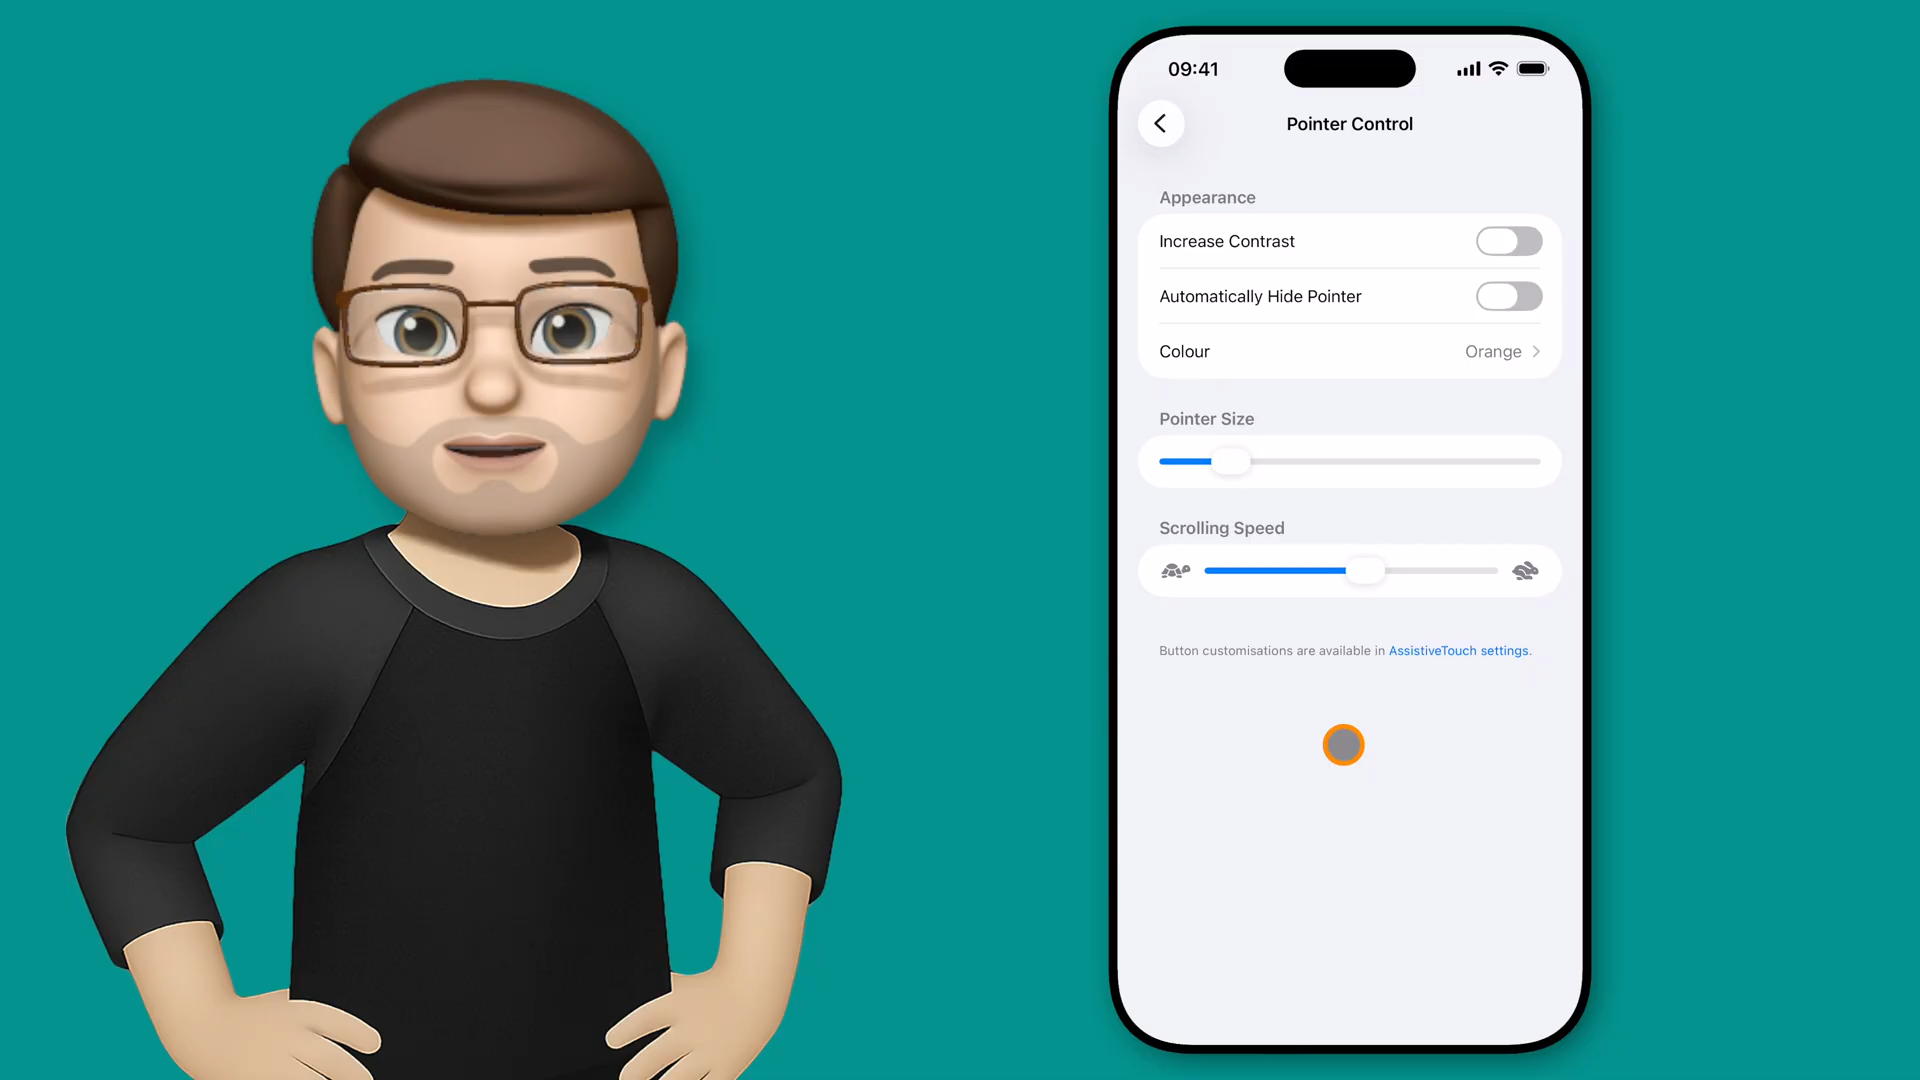 09:41
Pointer Control
Appearance
Increase Contrast
Automatically Hide Pointer
Colour Orange
Pointer Size
Scrolling Speed
Button customisations are available in AssistiveTouch settings.